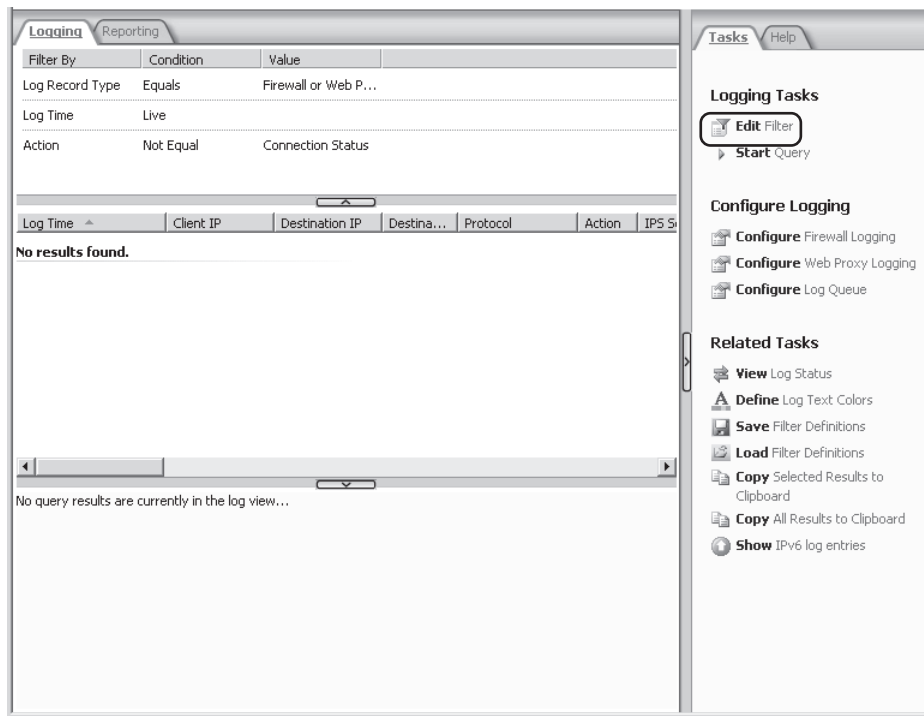 Logging Reporting
Filter By Condition Value
Log Record Type Equals Firewall or Web P...
Log Time Live
Action Not Equal Connection Status
Log Time Client IP Destination IP Destina... Protocol Action IPS S
No results found.
No query results are currently in the log view...
Tasks Help
Logging Tasks
Edit Filter
Start Query
Configure Logging
Configure Firewall Logging
Configure Web Proxy Logging
Configure Log Queue
Related Tasks
View Log Status
Define Log Text Colors
Save Filter Definitions
Load Filter Definitions
Copy Selected Results to
Clipboard
Copy All Results to Clipboard
Show IPv6 log entries